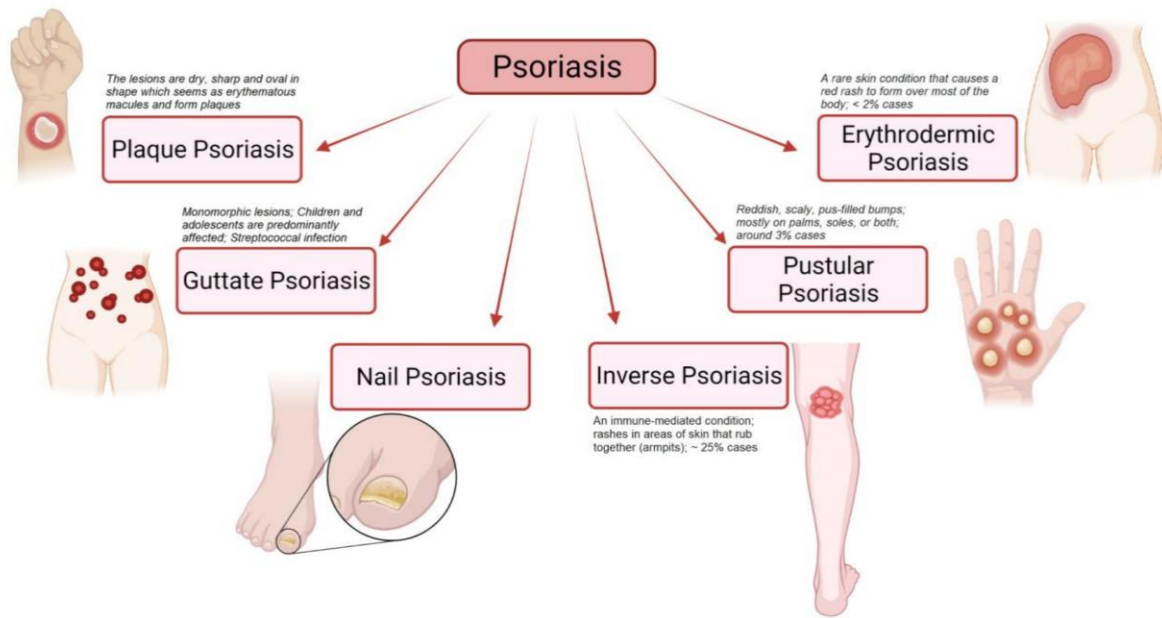 Psoriasis
The lesions are dry, sharp and oval in
shape which seems as erythematous
macules and form plaques
Plaque Psoriasis
Monomorphic lesions; Children and
adolescents are predominantly
affected; Streptococcal infection
Guttate Psoriasis
Nail Psoriasis
Inverse Psoriasis
An immune-mediated condition;
rashes in areas of skin that rub
together (armpits); ~ 25% cases
Reddish, scaly, pus-filled bumps;
mostly on palms, soles, or both;
around 3% cases
Pustular
Psoriasis
A rare skin condition that causes a
red rash to form over most of the
body; < 2% cases
Erythrodermic
Psoriasis